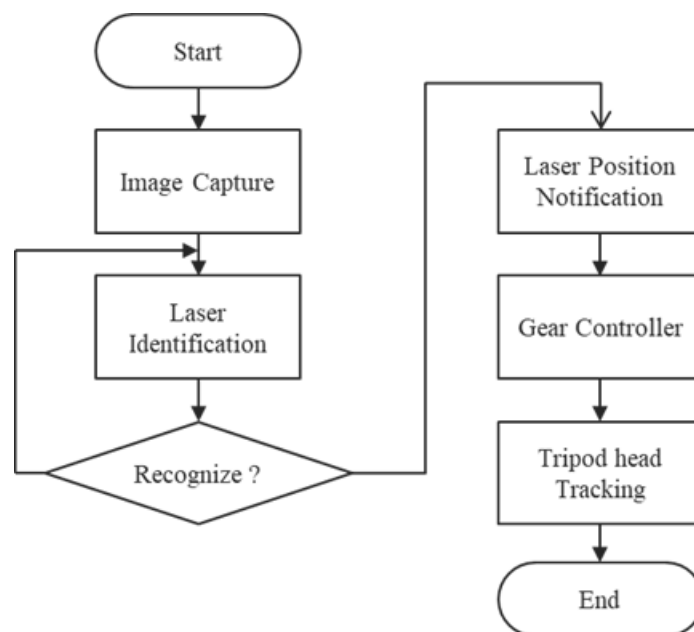 Start
Image Capture
Laser
Identification
Recognize ?
Laser Position
Notification
Gear Controller
Tripod head
Tracking
End